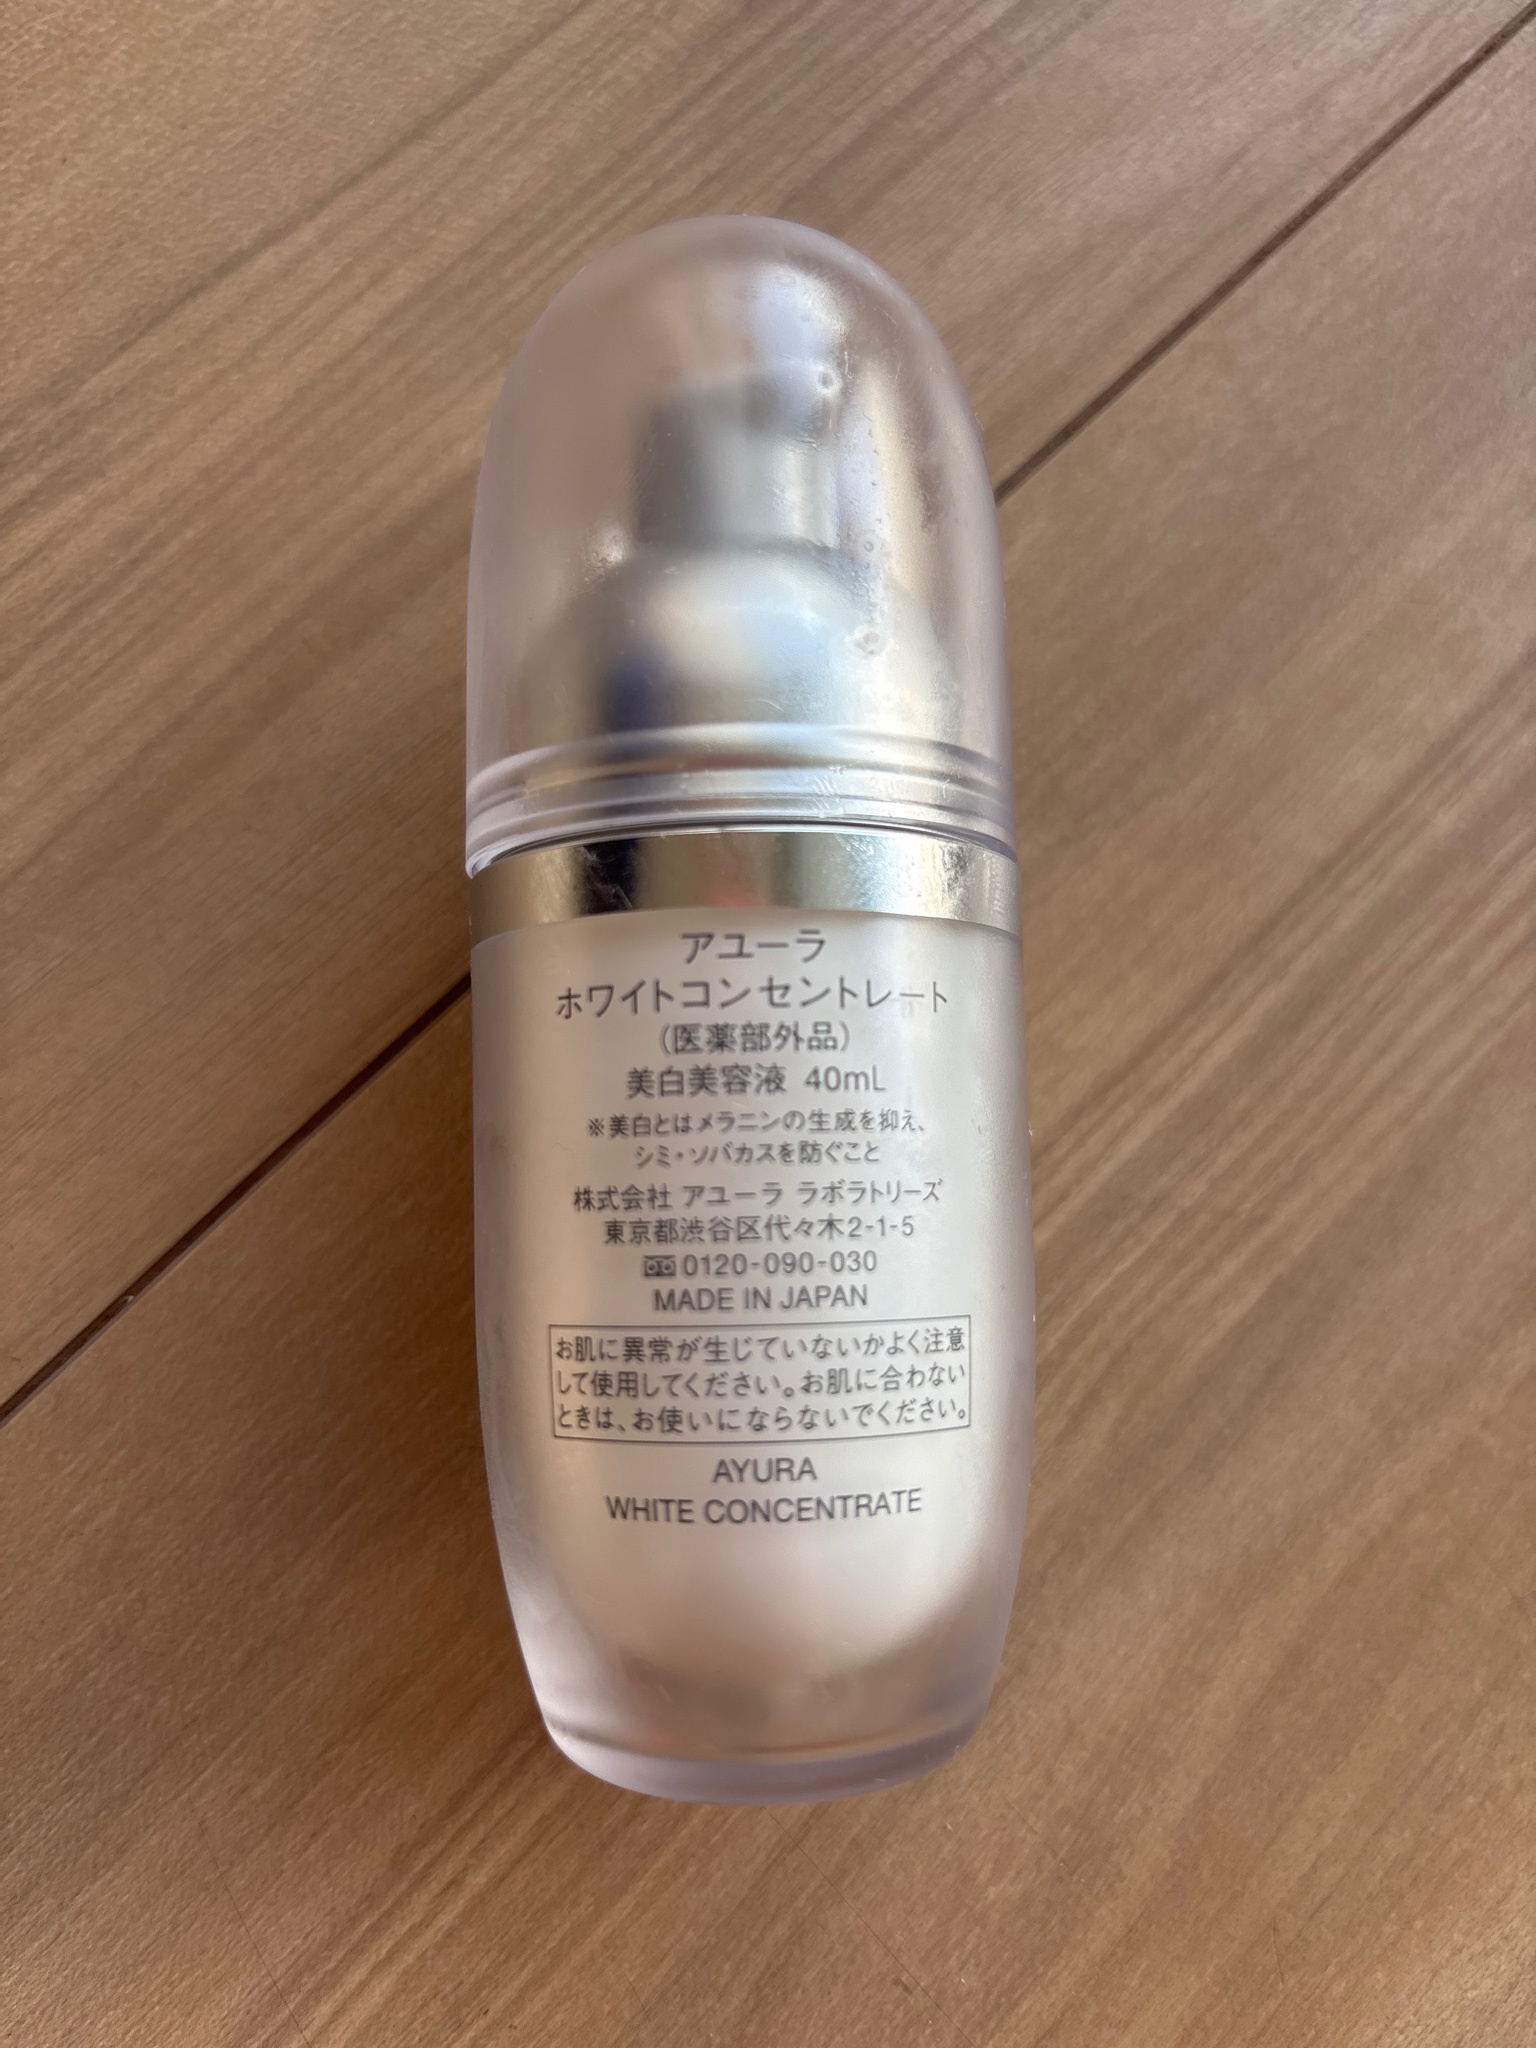 アユーラ
ホワイトコンセントレート
(医薬部外品)
美白美容液 40mL
※美白とはメラニンの生成を抑え、
シミ・ソバカスを防ぐこと
株式会社 アユーラ ラボラトリーズ
東京都渋谷区代々木2-1-5
0120-090-030
MADE IN JAPAN
お肌に異常が生じていないかよく注意
して使用してください。お肌に合わない
ときは、お使いにならないでください。
AYURA
WHITE CONCENTRATE